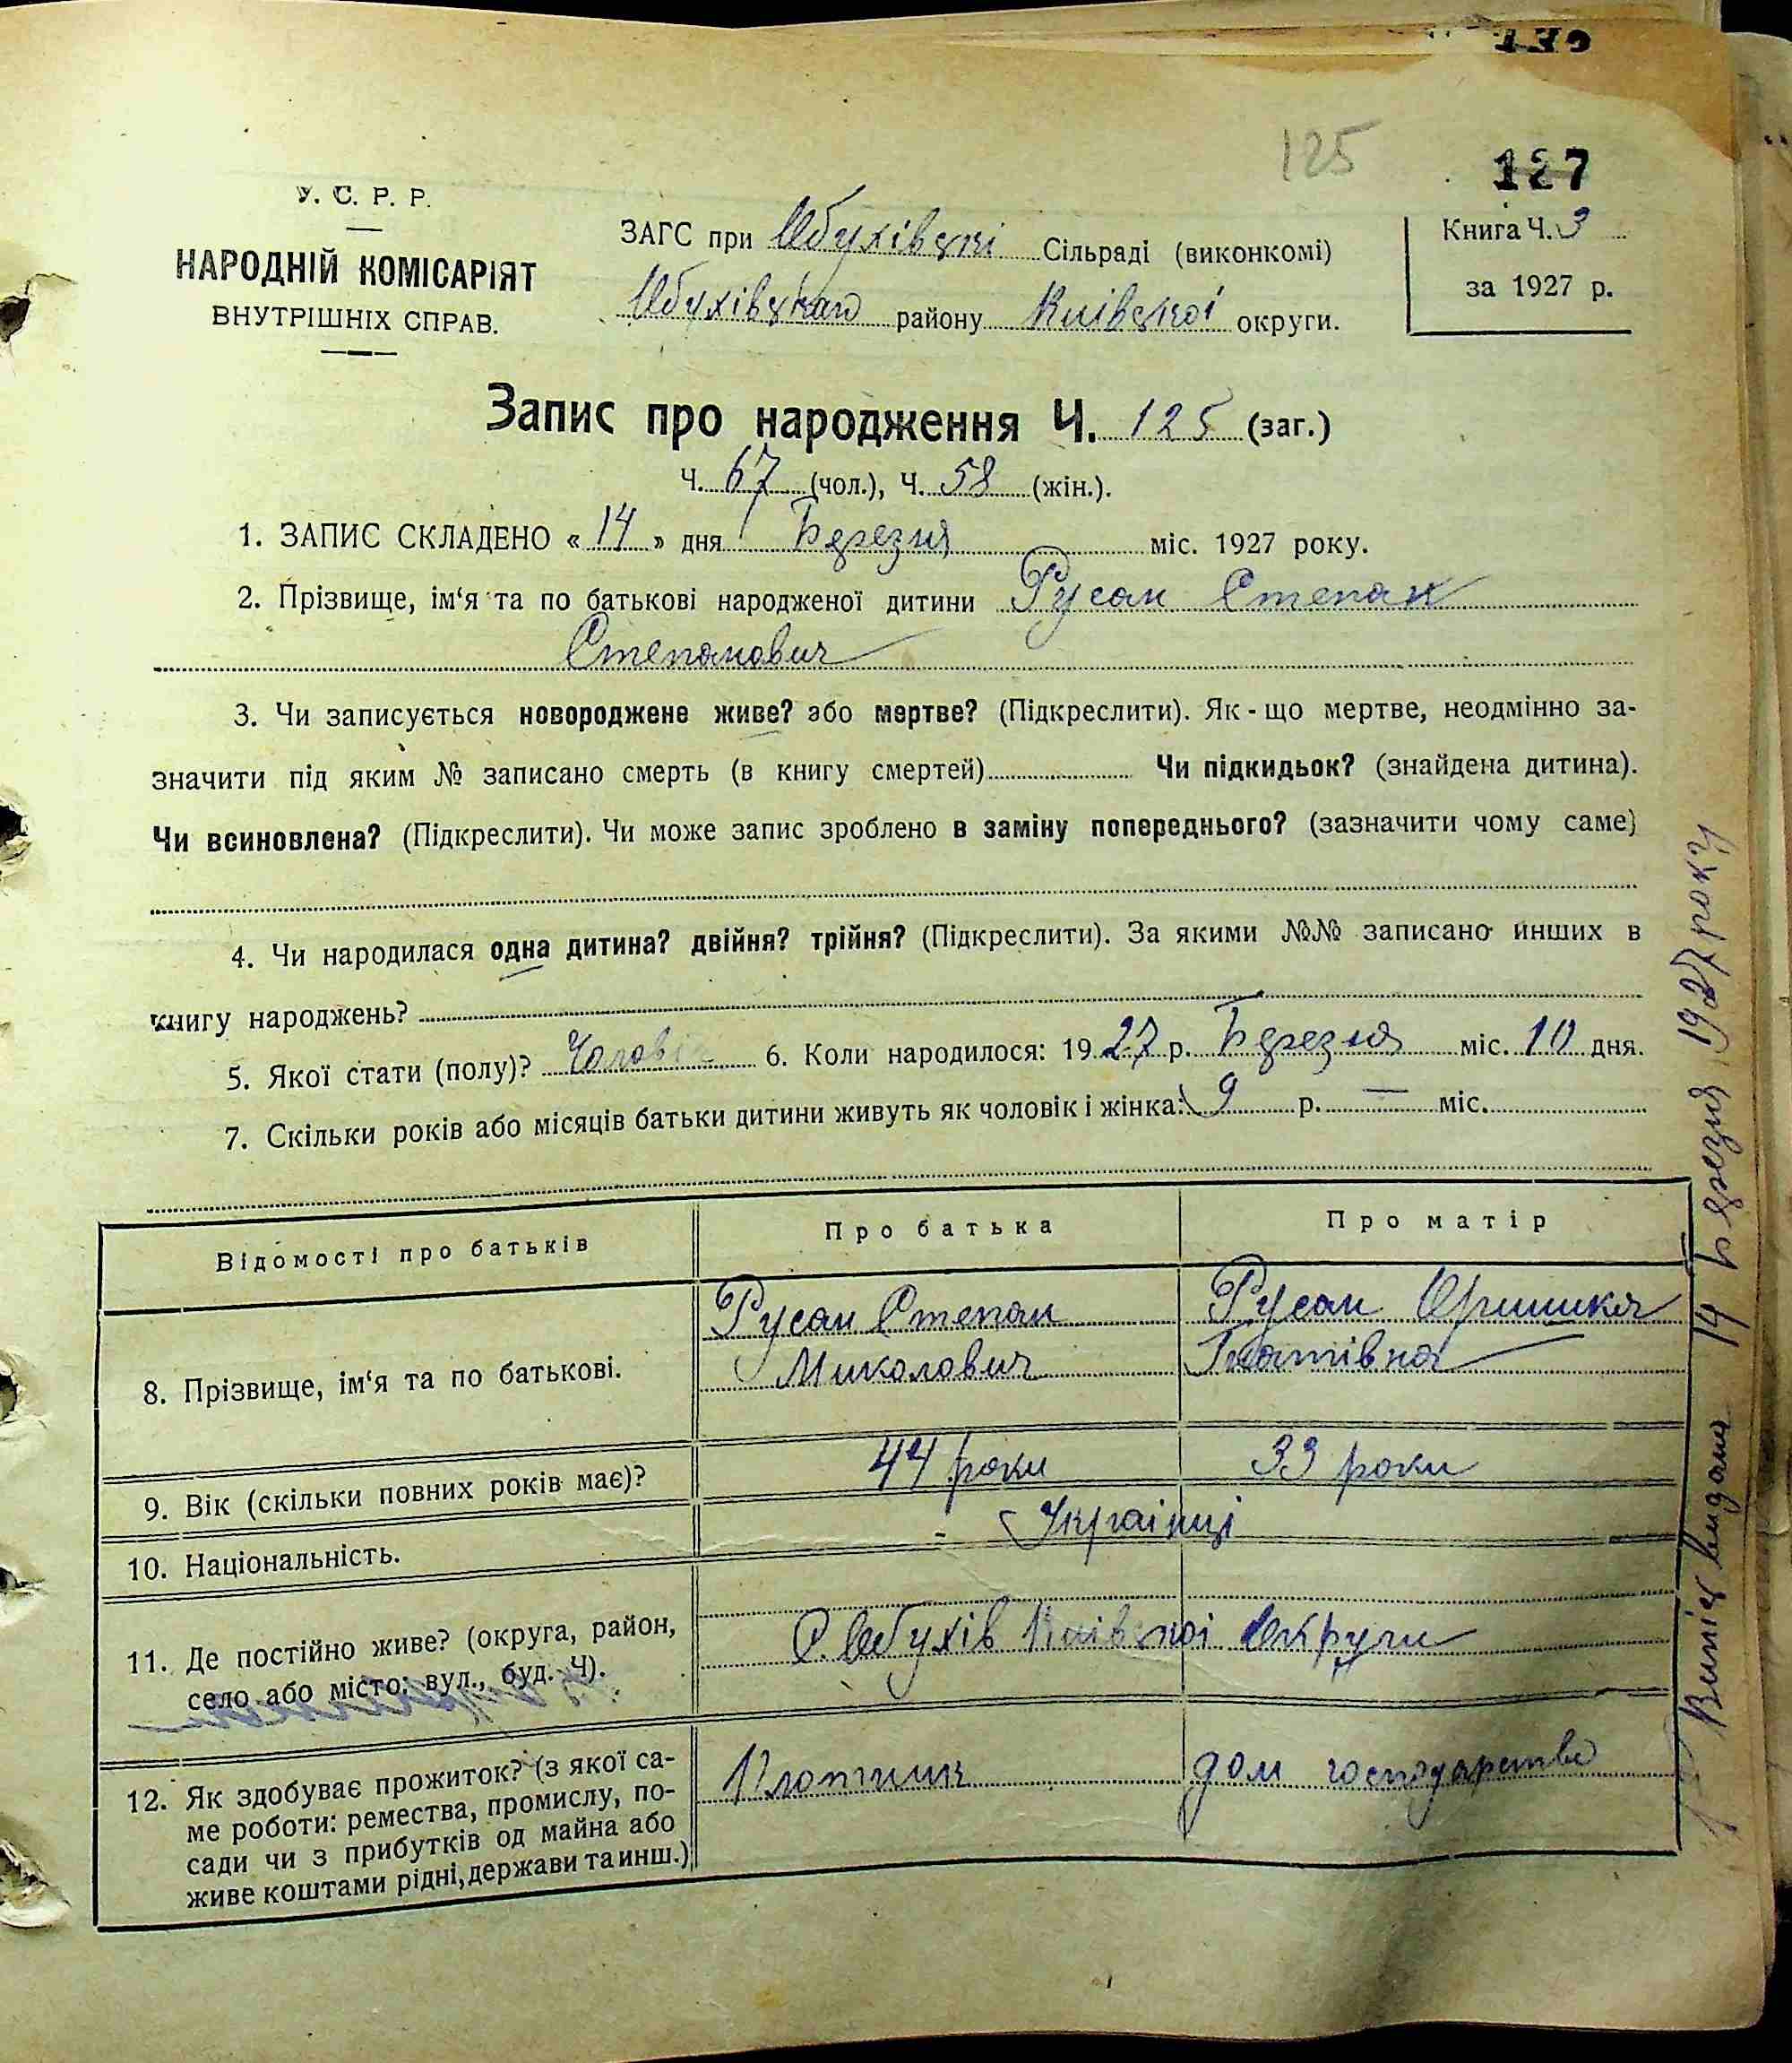 125
127
У. С. Р. Р.
НАРОДНІЙ КОМІСАРІЯТ
ВНУТРІШНІХ СПРАВ.
ЗАГС при Обухівській Сільраді (виконкомі)
Обухівського району Київської округи.
Книга Ч. 3
за 1927 р.
Запис про народження Ч. 125 (заг.)
Ч. 67 (чол.), Ч. 58 (жін.).
1. ЗАПИС СКЛАДЕНО « 14 » дня Березня міс. 1927 року.
2. Прізвище, ім‘я та по батькові народженої дитини Русан Степан
Степанович
3. Чи записується новороджене живе? або мертве? (Підкреслити). Як-що мертве, неодмінно за-
значити під яким № записано смерть (в книгу смертей) Чи підкидьок? (знайдена дитина).
Чи всиновлена? (Підкреслити). Чи може запис зроблено в заміну попереднього? (зазначити чому саме)
4. Чи народилася одна дитина? двійня? трійня? (Підкреслити). За якими №№ записано инших в
книгу народжень?
5. Якої стати (полу)? Чоловік 6. Коли народилося: 1927 р. Березня міс. 10 дня.
7. Скільки років або місяців батьки дитини живуть як чоловік і жінка: 9 р. — міс.
Відомості про батьків Про батька Про матір
8. Прізвище, ім‘я та по батькові. Русан Степан Русан Оришка
Миколович
9. Вік (скільки повних років має)? 44 роки 33 роки
10. Національність. Українці
11. Де постійно живе? (округа, район,
село або місто: вул., буд. Ч). С. Обухів Київської Округи
12. Як здобуває прожиток? (з якої са- Плотник дом господарство
ме роботи: ремества, промислу, по-
сади чи з прибутків од майна або
живе коштами рідні, держави та инш.)
Витяг видано 14 Березня 1927 року